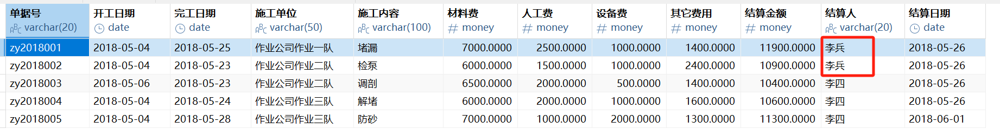 单据号 开工日期 完工日期 施工单位 施工内容 材料费 人工费 设备费 其它费用 结算金额 结算人 结算日期
ABC varchar(20) date date ABC varchar(50) ABC varchar(100) # money # money # money # money # money ABC varchar(20) date
zy2018001 2018-05-04 2018-05-25 作业公司作业一队 堵漏 7000.0000 2500.0000 1000.0000 1400.0000 11900.0000 李兵 2018-05-26
zy2018002 2018-05-04 2018-05-23 作业公司作业二队 检泵 6000.0000 1500.0000 1000.0000 2400.0000 10900.0000 李兵 2018-05-26
zy2018003 2018-05-06 2018-05-23 作业公司作业二队 调剖 6500.0000 2000.0000 500.0000 1400.0000 10400.0000 李四 2018-05-26
zy2018004 2018-05-04 2018-05-24 作业公司作业三队 解堵 6000.0000 2000.0000 1000.0000 1600.0000 10600.0000 李四 2018-05-26
zy2018005 2018-05-04 2018-05-28 作业公司作业三队 防砂 7000.0000 1000.0000 2000.0000 1300.0000 11300.0000 李四 2018-06-01